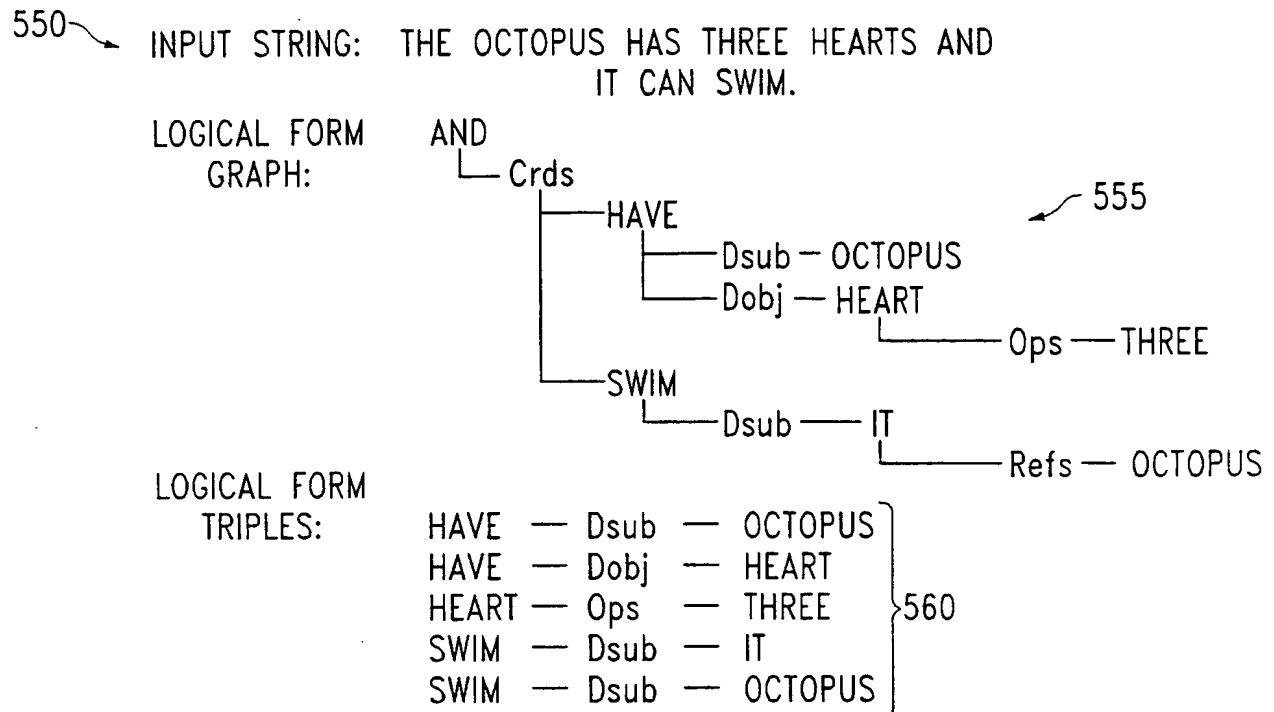 550 INPUT STRING: THE OCTOPUS HAS THREE HEARTS AND
IT CAN SWIM.
LOGICAL FORM GRAPH: AND
Crds
555
HAVE
Dsub — OCTOPUS
Dobj — HEART
Ops — THREE
SWIM
Dsub — IT
Refs — OCTOPUS
LOGICAL FORM
TRIPLES:
HAVE — Dsub — OCTOPUS
HAVE — Dobj — HEART
HEART — Ops — THREE 560
SWIM — Dsub — IT
SWIM — Dsub — OCTOPUS